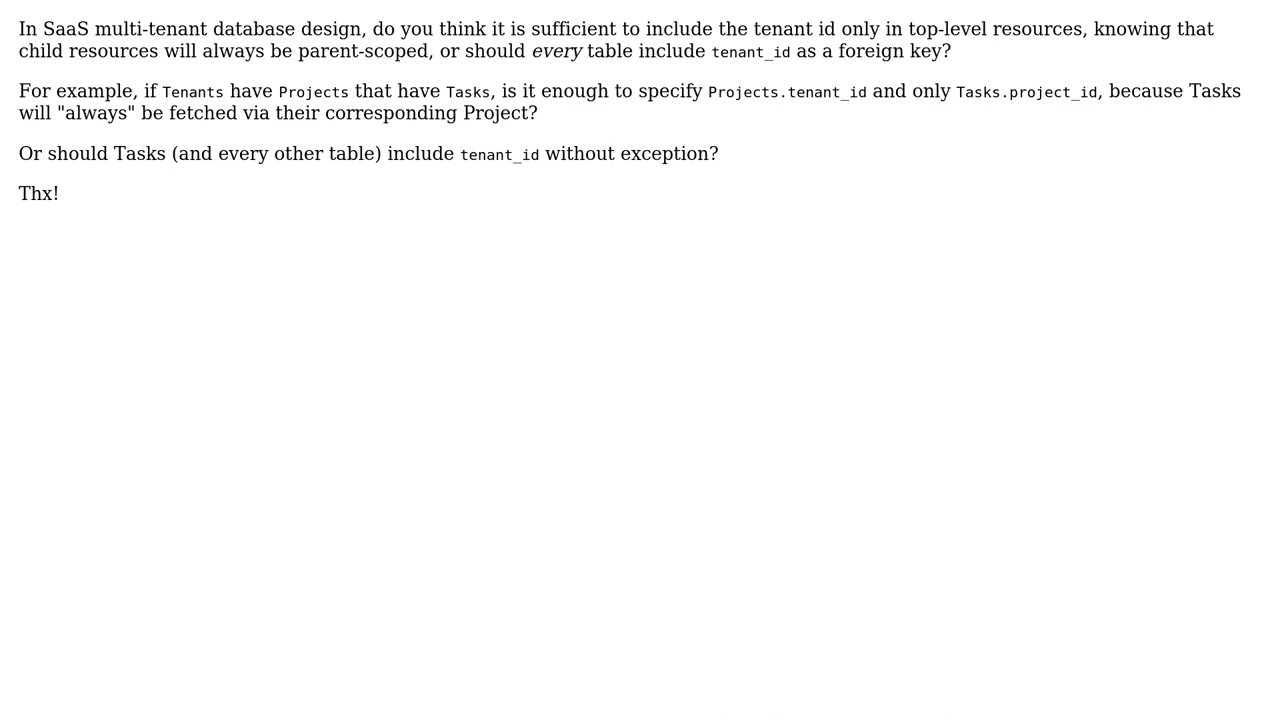 In SaaS multi-tenant database design, do you think it is sufficient to include the tenant id only in top-level resources, knowing that
child resources will always be parent-scoped, or should every table include tenant_id as a foreign key?
For example, if Tenants have Projects that have Tasks, is it enough to specify Projects.tenant_id and only Tasks.project_id, because Tasks
will "always" be fetched via their corresponding Project?
Or should Tasks (and every other table) include tenant_id without exception?
Thx!